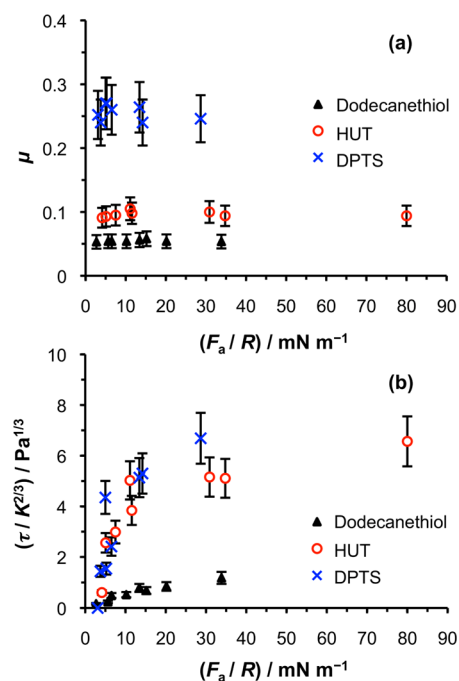 0.4
(a)
0.3
Dodecanethiol
HUT
μ
0.2
DPTS
0.1
0
0 10 20 30 40 50 60 70 80 90
(Fa / R) / mN m−1
10
(b)
8
(τ / K2/3) / Pa1/3
6
4
Dodecanethiol
HUT
2
DPTS
0
0 10 20 30 40 50 60 70 80 90
(Fa / R) / mN m−1